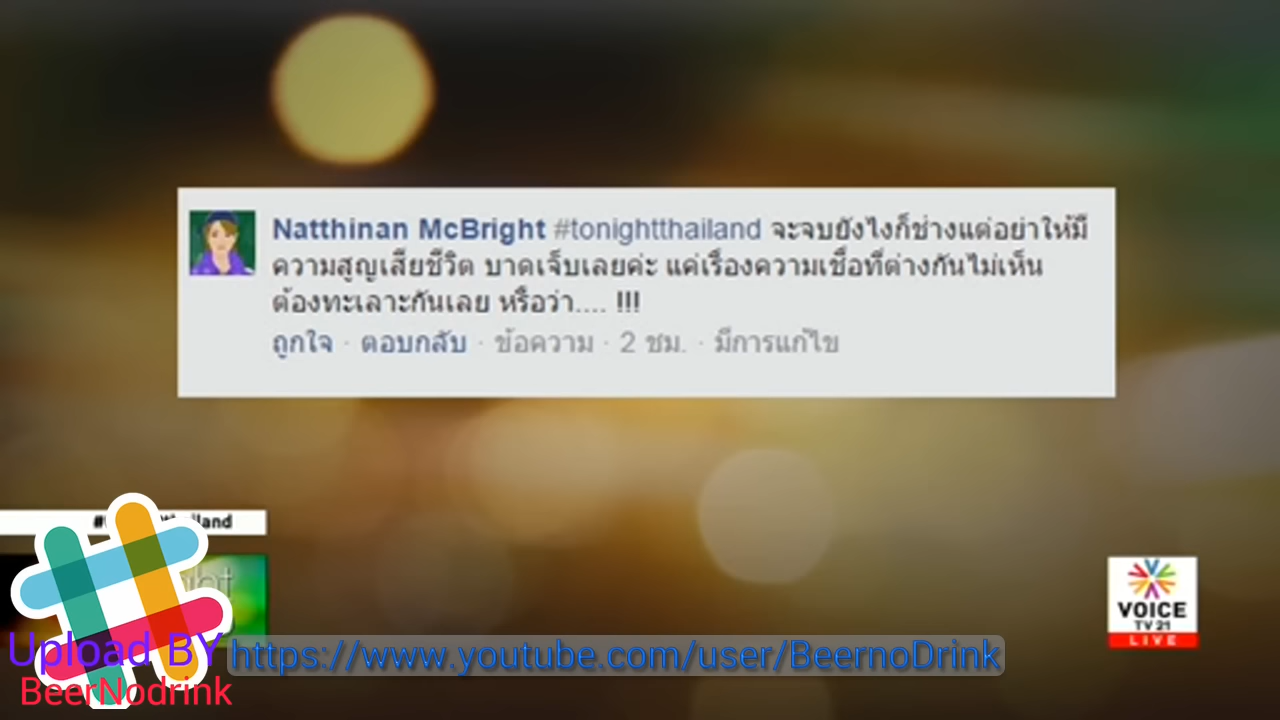 Natthinan McBright #tonightthailand จะจบยังไงก็ช่างแต่อย่าให้มี
ความสูญเสียชีวิต บาดเจ็บเลยค่ะ แค่เรื่องความเชื่อที่ต่างกันไม่เห็น
ต้องทะเลาะกันเลย หรือว่า.... !!!
ถูกใจ · ตอบกลับ · ข้อความ · 2 ชม. · มีการแก้ไข
VOICE
TV 21
LIVE
Upload BY https://www.youtube.com/user/BeernoDrink
BeerNodrink